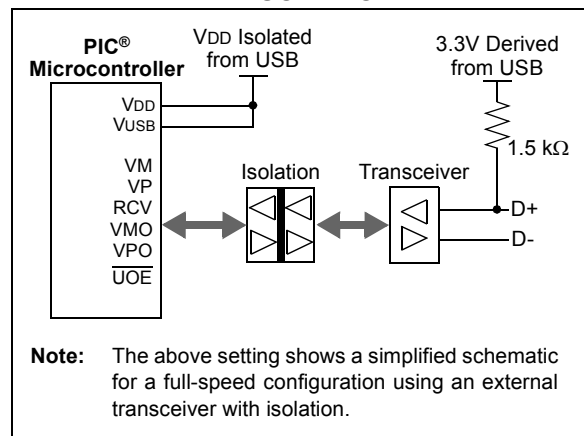 PIC®
Microcontroller
VDD Isolated
from USB
3.3V Derived
from USB
VDD
VUSB
1.5 kΩ
VM
VP
RCV
VMO
VPO
UOE
Isolation
Transceiver
D+
D-
Note: The above setting shows a simplified schematic
for a full-speed configuration using an external
transceiver with isolation.